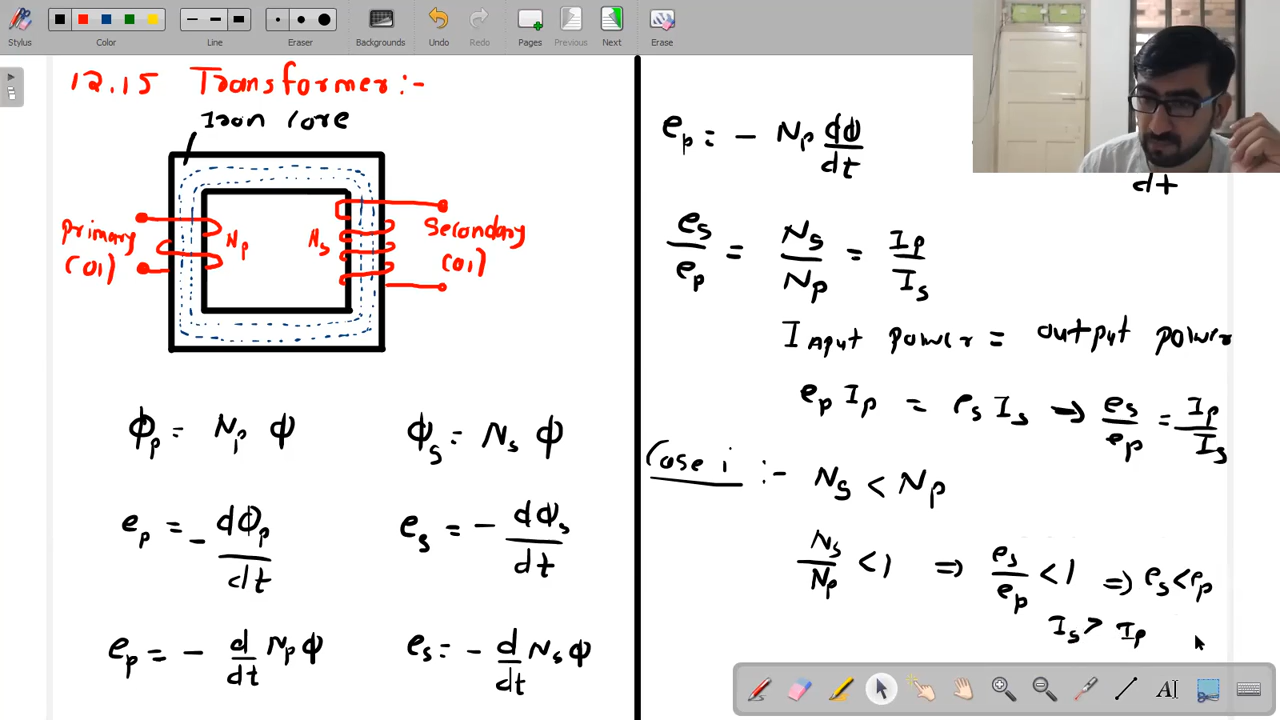 Stylus
Color
Line
Eraser
Backgrounds
Undo
Redo
Pages
Previous
Next
Erase
12.15 Transformer:-
Iron Core
Primary
Coil
Np
Ns
Secondary
Coil
ϕp = Np ϕ
ϕs = Ns ϕ
ep = - dϕp/dt
es = - dϕs/dt
ep = - d/dt Npϕ
es = - d/dt Nsϕ
ep = - Np dϕ/dt
dt
es/ep = Ns/Np = Ip/Is
Input power = output power
ep Ip = es Is → es/ep = Ip/Is
Case i :- Ns < Np
Ns/Np < 1 ⇒ es/ep < 1 ⇒ es < ep
Is > Ip
AI